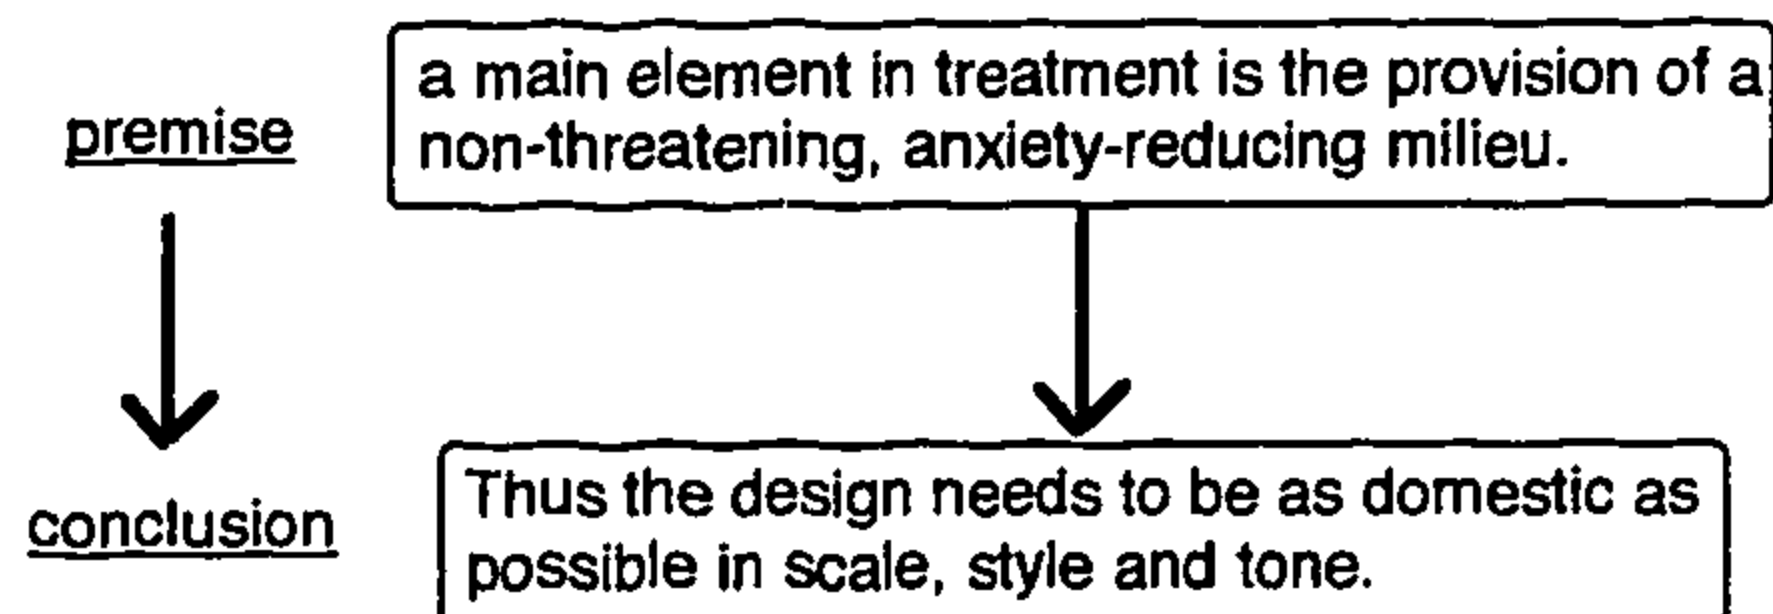 premise
a main element in treatment is the provision of a
non-threatening, anxiety-reducing milieu.
conclusion
Thus the design needs to be as domestic as
possible in scale, style and tone.